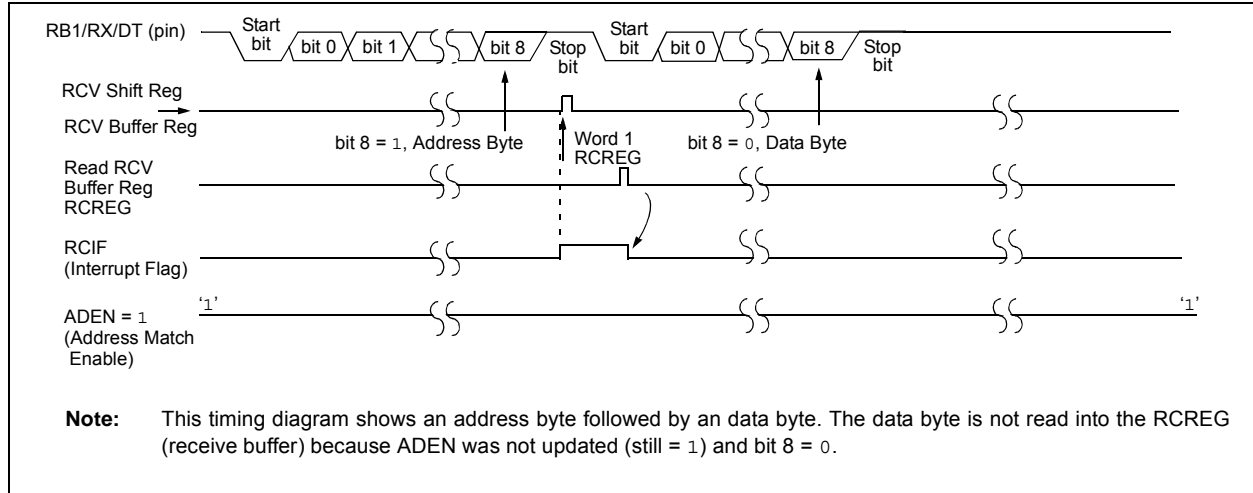 RB1/RX/DT (pin)
Start
bit
bit 0
bit 1
bit 8
Stop
bit
Start
bit
bit 0
bit 8
Stop
bit
RCV Shift Reg
RCV Buffer Reg
bit 8 = 1, Address Byte
Word 1
RCREG
bit 8 = 0, Data Byte
Read RCV
Buffer Reg
RCREG
RCIF
(Interrupt Flag)
‘1’
‘1’
ADEN = 1
(Address Match
Enable)
Note: This timing diagram shows an address byte followed by an data byte. The data byte is not read into the RCREG
(receive buffer) because ADEN was not updated (still = 1) and bit 8 = 0.